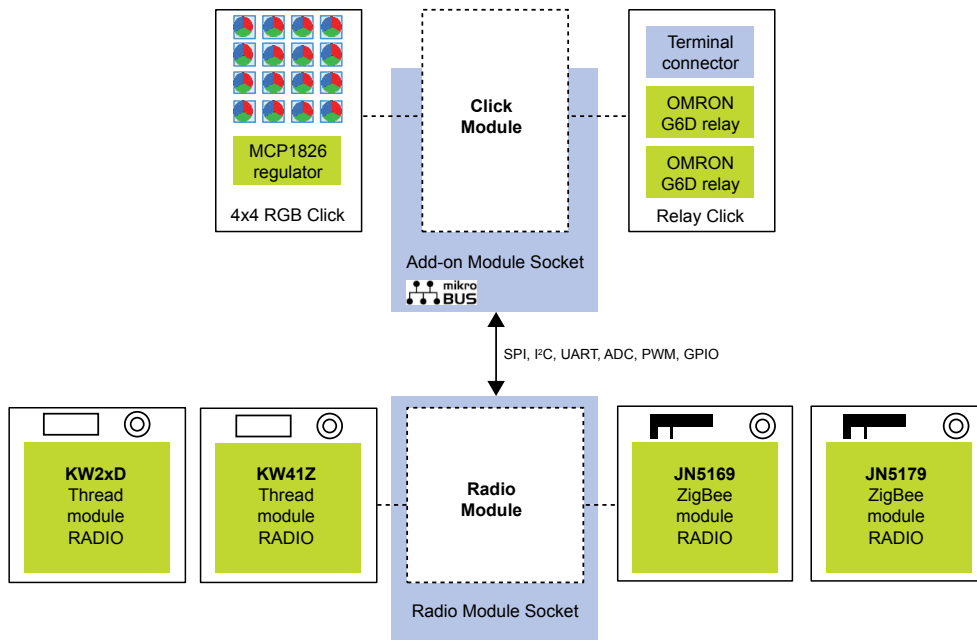 MCP1826
regulator
4x4 RGB Click
Click
Module
Terminal
connector
OMRON
G6D relay
OMRON
G6D relay
Relay Click
Add-on Module Socket
mikro
BUS
SPI, I²C, UART, ADC, PWM, GPIO
KW2xD
Thread
module
RADIO
KW41Z
Thread
module
RADIO
Radio
Module
JN5169
ZigBee
module
RADIO
JN5179
ZigBee
module
RADIO
Radio Module Socket